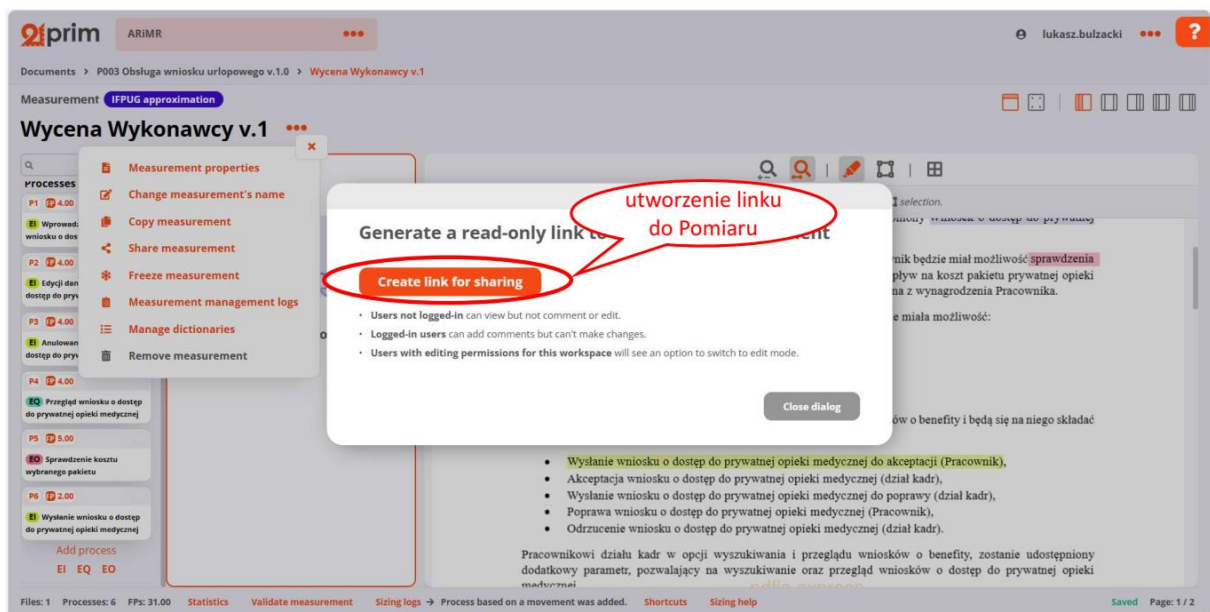 prim
ARiMR
lukasz.bulzacki
?
Documents > P003 Obsługa wniosku urlopowego v.1.0 > Wycena Wykonawcy v.1
Measurement IFPUG approximation
Wycena Wykonawcy v.1
Measurement properties
Change measurement's name
Copy measurement
Share measurement
Freeze measurement
Measurement management logs
Manage dictionaries
Remove measurement
Processes
P1 FP 4.00
EI
wniosku o
P2 FP 4.00
EI Edycji
dostęp do
P3 FP 4.00
EI
dostęp do
P4 FP 4.00
EQ Przegląd wniosku o dostęp
do prywatnej opieki medycznej
P5 FP 5.00
EO Sprawdzenie kosztu
wybranego pakietu
P6 FP 2.00
EI Wysłanie wniosku o dostęp
do prywatnej opieki medycznej
Add process
EI EQ EO
utworzenie linku
do Pomiaru
Generate a read-only link to
Create link for sharing
• Users not logged-in can view but not comment or edit.
• Logged-in users can add comments but can't make changes.
• Users with editing permissions for this workspace will see an option to switch to edit mode.
Close dialog
selection.
wniosek o dostęp do prywatnej
będzie miał możliwość sprawdzenia
na koszt pakietu prywatnej opieki
z wynagrodzenia Pracownika.
miała możliwość:
o benefity i będą się na niego składać
• Wysłanie wniosku o dostęp do prywatnej opieki medycznej do akceptacji (Pracownik),
• Akceptacja wniosku o dostęp do prywatnej opieki medycznej (dział kadr),
• Wysłanie wniosku o dostęp do prywatnej opieki medycznej do poprawy (dział kadr),
• Poprawa wniosku o dostęp do prywatnej opieki medycznej (Pracownik),
• Odrzucenie wniosku o dostęp do prywatnej opieki medycznej (dział kadr).
Pracownikowi działu kadr w opcji wyszukiwania i przeglądu wniosków o benefity, zostanie udostępniony
dodatkowy parametr, pozwalający na wyszukiwanie oraz przegląd wniosków o dostęp do prywatnej opieki
medycznej
Files: 1 Processes: 6 FPs: 31.00 Statistics Validate measurement Sizing logs → Process based on a movement was added. Shortcuts Sizing help Saved Page: 1 / 2